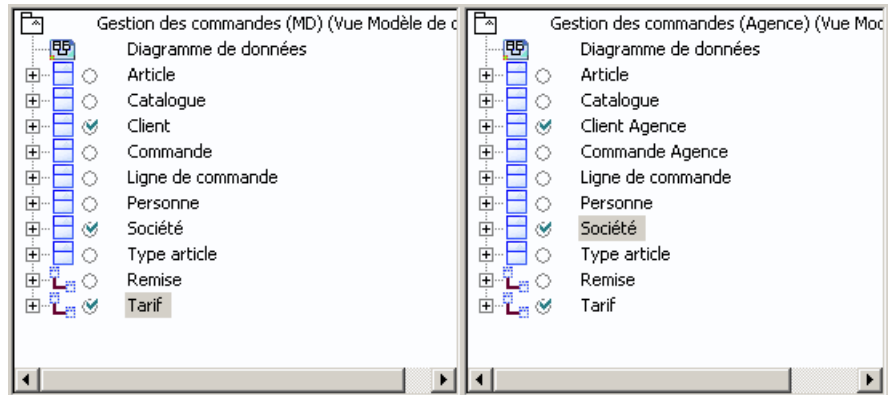 Gestion des commandes (MD) (Vue Modèle de
Diagramme de données
Article
Catalogue
Client
Commande
Ligne de commande
Personne
Société
Type article
Remise
Tarif
Gestion des commandes (Agence) (Vue Mod
Diagramme de données
Article
Catalogue
Client Agence
Commande Agence
Ligne de commande
Personne
Société
Type article
Remise
Tarif